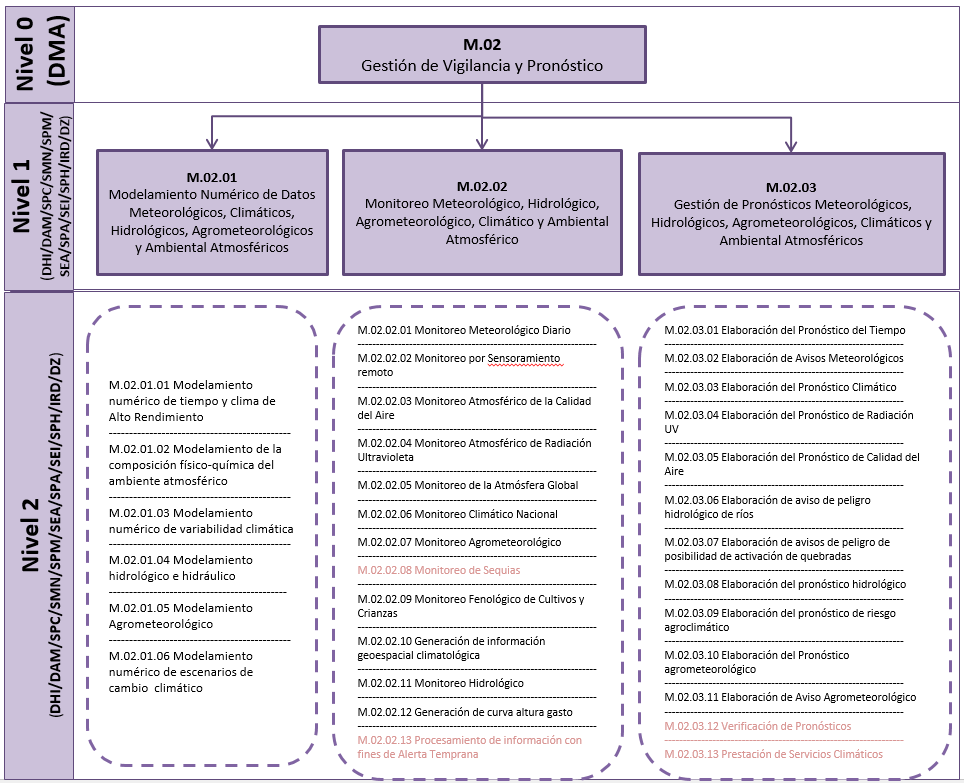 Nivel 0
(DMA)
M.02
Gestión de Vigilancia y Pronóstico
Nivel 1
(DHI/DAM/SPC/SMN/SPM/
SEA/SPA/SEI/SPH/IRD/DZ)
M.02.01
Modelamiento Numérico de Datos
Meteorológicos, Climáticos,
Hidrológicos, Agrometeorológicos
y Ambiental Atmosféricos
M.02.02
Monitoreo Meteorológico, Hidrológico,
Agrometeorológico, Climático y Ambiental
Atmosférico
M.02.03
Gestión de Pronósticos Meteorológicos,
Hidrológicos, Agrometeorológicos, Climáticos y
Ambiental Atmosféricos
Nivel 2
(DHI/DAM/SPC/SMN/SPM/SEA/SPA/SEI/SPH/IRD/DZ)
M.02.01.01 Modelamiento
numérico de tiempo y clima de
Alto Rendimiento
M.02.01.02 Modelamiento de la
composición físico-química del
ambiente atmosférico
M.02.01.03 Modelamiento
numérico de variabilidad climática
M.02.01.04 Modelamiento
hidrológico e hidráulico
M.02.01.05 Modelamiento
Agrometeorológico
M.02.01.06 Modelamiento
numérico de escenarios de
cambio climático
M.02.02.01 Monitoreo Meteorológico Diario
M.02.02.02 Monitoreo por Sensoramiento
remoto
M.02.02.03 Monitoreo Atmosférico de la Calidad
del Aire
M.02.02.04 Monitoreo Atmosférico de Radiación
Ultravioleta
M.02.02.05 Monitoreo de la Atmósfera Global
M.02.02.06 Monitoreo Climático Nacional
M.02.02.07 Monitoreo Agrometeorológico
M.02.02.08 Monitoreo de Sequias
M.02.02.09 Monitoreo Fenológico de Cultivos y
Crianzas
M.02.02.10 Generación de información
geoespacial climatológica
M.02.02.11 Monitoreo Hidrológico
M.02.02.12 Generación de curva altura gasto
M.02.02.13 Procesamiento de información con
fines de Alerta Temprana
M.02.03.01 Elaboración del Pronóstico del Tiempo
M.02.03.02 Elaboración de Avisos Meteorológicos
M.02.03.03 Elaboración del Pronóstico Climático
M.02.03.04 Elaboración del Pronóstico de Radiación
UV
M.02.03.05 Elaboración del Pronóstico de Calidad del
Aire
M.02.03.06 Elaboración de aviso de peligro
hidrológico de ríos
M.02.03.07 Elaboración de avisos de peligro de
posibilidad de activación de quebradas
M.02.03.08 Elaboración del pronóstico hidrológico
M.02.03.09 Elaboración del pronóstico de riesgo
agroclimático
M.02.03.10 Elaboración del Pronóstico
agrometeorológico
M.02.03.11 Elaboración de Aviso Agrometeorológico
M.02.03.12 Verificación de Pronósticos
M.02.03.13 Prestación de Servicios Climáticos